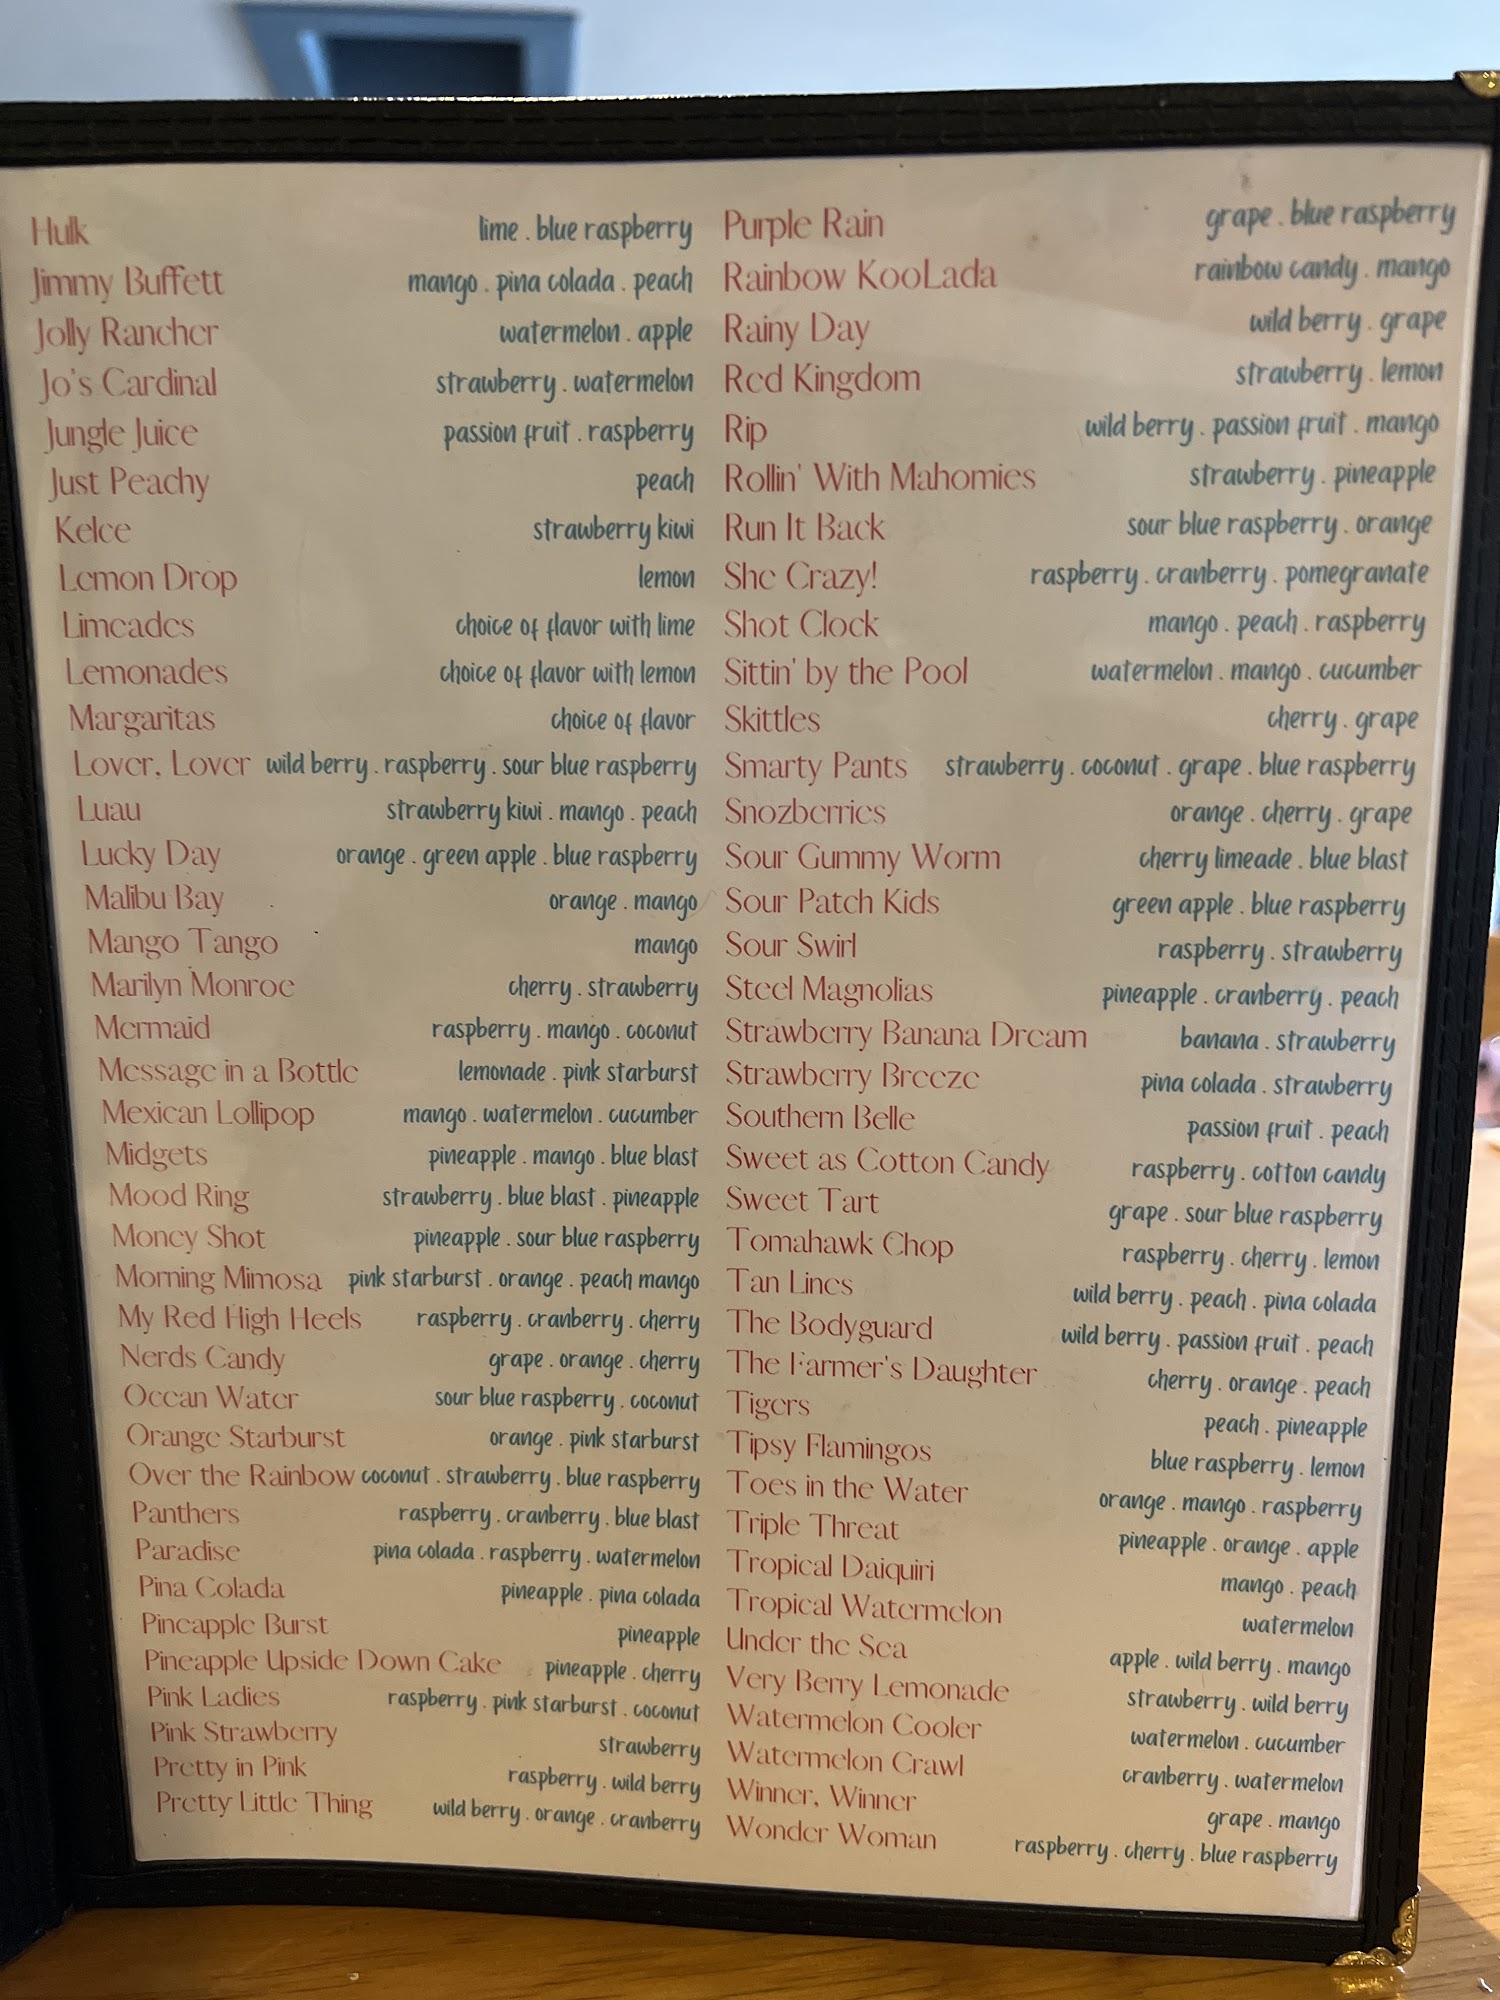 Hulk lime . blue raspberry
Jimmy Buffett mango . pina colada . peach
Jolly Rancher watermelon . apple
Jo's Cardinal strawberry . watermelon
Jungle Juice passion fruit . raspberry
Just Peachy peach
Kelce strawberry kiwi
Lemon Drop lemon
Limeades choice of flavor with lime
Lemonades choice of flavor with lemon
Margaritas choice of flavor
Lover, Lover wild berry . raspberry . sour blue raspberry
Luau strawberry kiwi . mango . peach
Lucky Day orange . green apple . blue raspberry
Malibu Bay orange . mango
Mango Tango mango
Marilyn Monroe cherry . strawberry
Mermaid raspberry . mango . coconut
Message in a Bottle lemonade . pink starburst
Mexican Lollipop mango . watermelon . cucumber
Midgets pineapple . mango . blue blast
Mood Ring strawberry . blue blast . pineapple
Money Shot pineapple . sour blue raspberry
Morning Mimosa pink starburst . orange . peach mango
My Red High Heels raspberry . cranberry . cherry
Nerds Candy grape . orange . cherry
Ocean Water sour blue raspberry . coconut
Orange Starburst orange . pink starburst
Over the Rainbow coconut . strawberry . blue raspberry
Panthers raspberry . cranberry . blue blast
Paradise pina colada . raspberry . watermelon
Pina Colada pineapple . pina colada
Pineapple Burst pineapple
Pineapple Upside Down Cake pineapple . cherry
Pink Ladies raspberry . pink starburst . coconut
Pink Strawberry strawberry
Pretty in Pink raspberry . wild berry
Pretty Little Thing wild berry . orange . cranberry
Purple Rain grape . blue raspberry
Rainbow KooLada rainbow candy . mango
Rainy Day wild berry . grape
Red Kingdom strawberry . lemon
Rip wild berry . passion fruit . mango
Rollin' With Mahomies strawberry . pineapple
Run It Back sour blue raspberry . orange
She Crazy! raspberry . cranberry . pomegranate
Shot Clock mango . peach . raspberry
Sittin' by the Pool watermelon . mango . cucumber
Skittles cherry . grape
Smarty Pants strawberry . coconut . grape . blue raspberry
Snozberries orange . cherry . grape
Sour Gummy Worm cherry limeade . blue blast
Sour Patch Kids green apple . blue raspberry
Sour Swirl raspberry . strawberry
Steel Magnolias pineapple . cranberry . peach
Strawberry Banana Dream banana . strawberry
Strawberry Breeze pina colada . strawberry
Southern Belle passion fruit . peach
Sweet as Cotton Candy raspberry . cotton candy
Sweet Tart grape . sour blue raspberry
Tomahawk Chop raspberry . cherry . lemon
Tan Lines wild berry . peach . pina colada
The Bodyguard wild berry . passion fruit . peach
The Farmer's Daughter cherry . orange . peach
Tigers peach . pineapple
Tipsy Flamingos blue raspberry . lemon
Toes in the Water orange . mango . raspberry
Triple Threat pineapple . orange . apple
Tropical Daiquiri mango . peach
Tropical Watermelon watermelon
Under the Sea apple . wild berry . mango
Very Berry Lemonade strawberry . wild berry
Watermelon Cooler watermelon . cucumber
Watermelon Crawl cranberry . watermelon
Winner, Winner grape . mango
Wonder Woman raspberry . cherry . blue raspberry